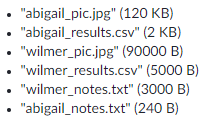 • "abigail_pic.jpg" (120 KB)
• "abigail_results.csv" (2 KB)
• "wilmer_pic.jpg" (90000 B)
• "wilmer_results.csv" (5000 B)
• "wilmer_notes.txt" (3000 B)
• "abigail_notes.txt" (240 B)